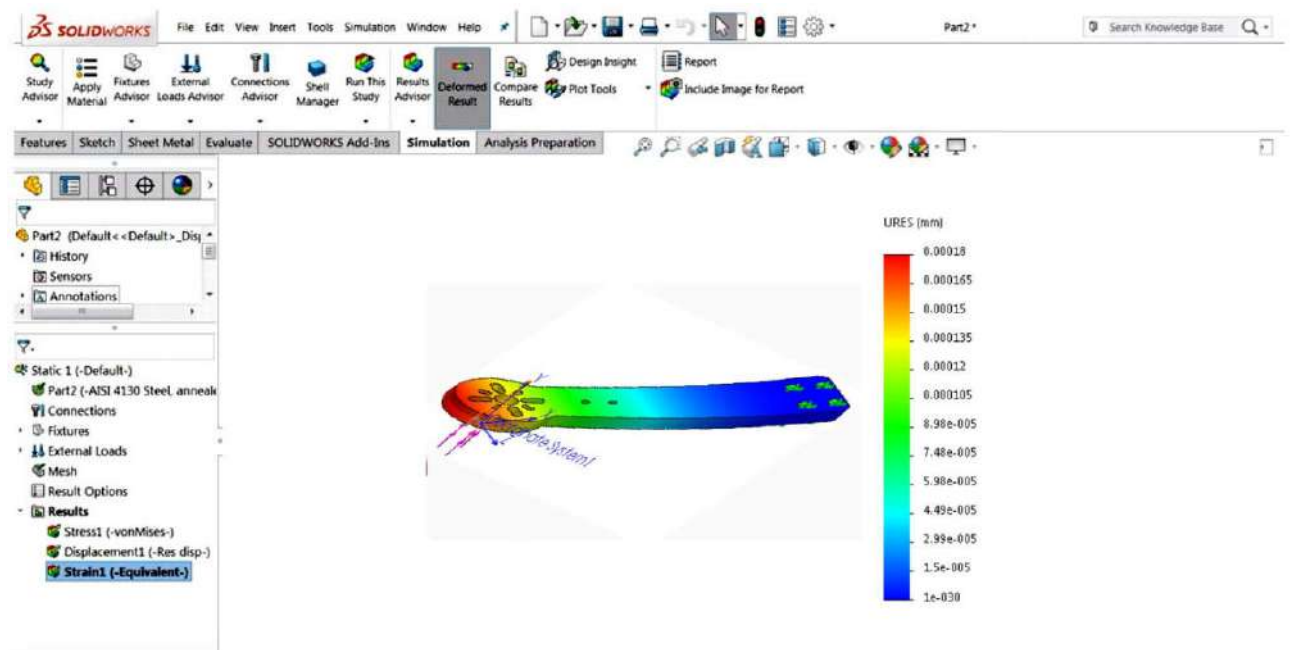 SOLIDWORKS File Edit View Insert Tools Simulation Window Help Part2 * Search Knowledge Base
Study Advisor
Apply Material
Fixtures Advisor
External Loads Advisor
Connections Advisor
Shell Manager
Run This Study
Results Advisor
Deformed Result
Compare Results
Design Insight
Plot Tools
Report
Include Image for Report
Features Sketch Sheet Metal Evaluate SOLIDWORKS Add-Ins Simulation Analysis Preparation
Part2 (Default<<Default>_Disp
History
Sensors
Annotations
Static 1 (-Default-)
Part2 (-AISI 4130 Steel, anneale
Connections
Fixtures
External Loads
Mesh
Result Options
Results
Stress1 (-vonMises-)
Displacement1 (-Res disp-)
Strain1 (-Equivalent-)
URES (mm)
0.00018
0.000165
0.00015
0.000135
0.00012
0.000105
8.98e-005
7.48e-005
5.98e-005
4.49e-005
2.99e-005
1.5e-005
1e-030